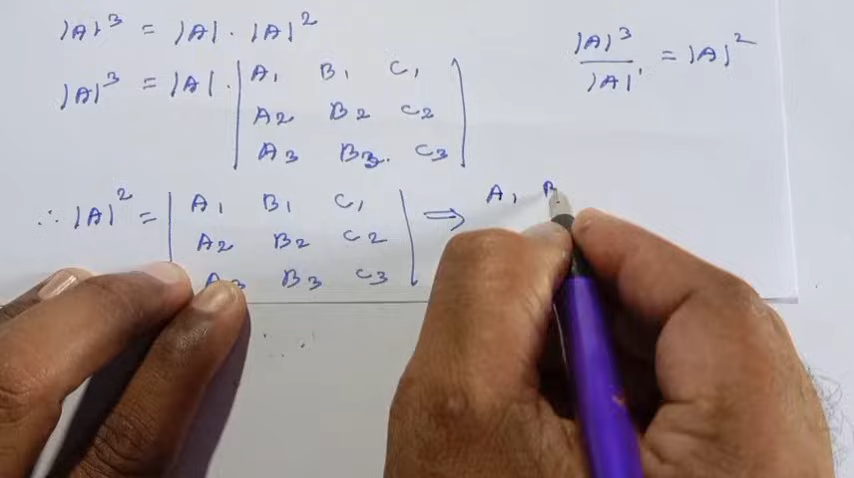 |A|³ = |A| · |A|²
|A|³ = |A| · | A₁ B₁ C₁ |
A₂ B₂ C₂
A₃ B₃. C₃
|A|³ / |A|' = |A|²
∴ |A|² = | A₁ B₁ C₁ | ⇒ A₁ B
A₂ B₂ C₂
B₃ C₃